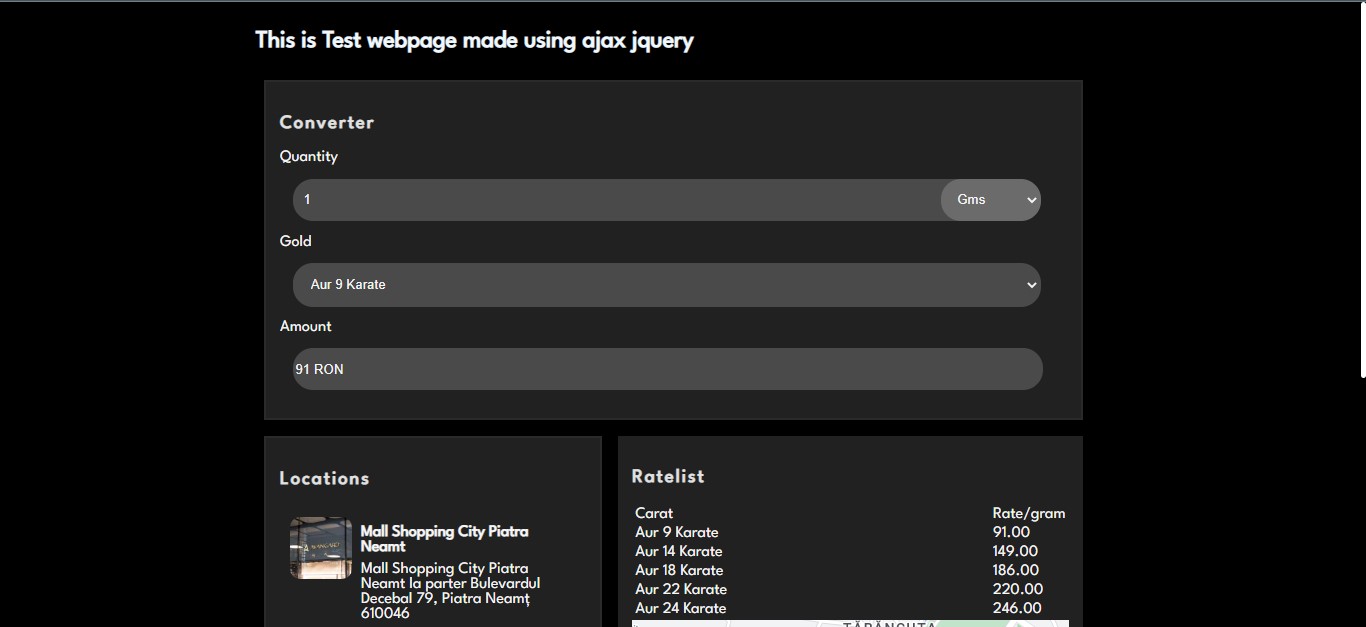 This is Test webpage made using ajax jquery
Converter
Quantity
1
Gms
Gold
Aur 9 Karate
Amount
91 RON
Locations
Mall Shopping City Piatra
Neamt
Mall Shopping City Piatra
Neamt la parter Bulevardul
Decebal 79, Piatra Neamț
610046
Ratelist
Carat Rate/gram
Aur 9 Karate 91.00
Aur 14 Karate 149.00
Aur 18 Karate 186.00
Aur 22 Karate 220.00
Aur 24 Karate 246.00